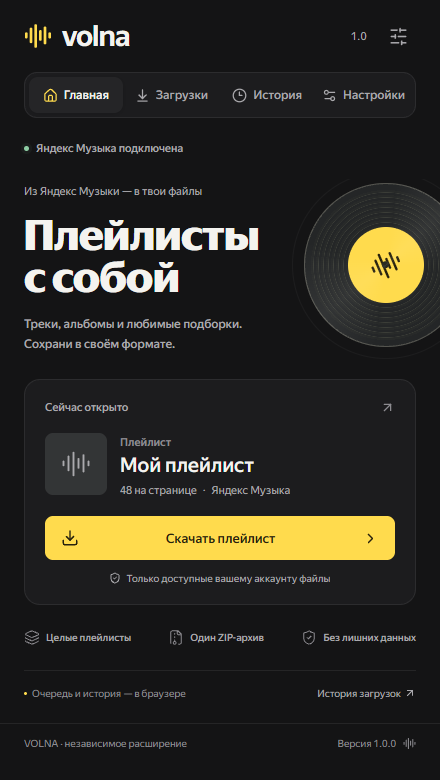 volna
1.0
Главная
Загрузки
История
Настройки
Яндекс Музыка подключена
Из Яндекс Музыки — в твои файлы
Плейлисты
с собой
Треки, альбомы и любимые подборки.
Сохрани в своём формате.
Сейчас открыто
Плейлист
Мой плейлист
48 на странице · Яндекс Музыка
Скачать плейлист
Только доступные вашему аккаунту файлы
Целые плейлисты
Один ZIP-архив
Без лишних данных
Очередь и история — в браузере
История загрузок
VOLNA · независимое расширение
Версия 1.0.0